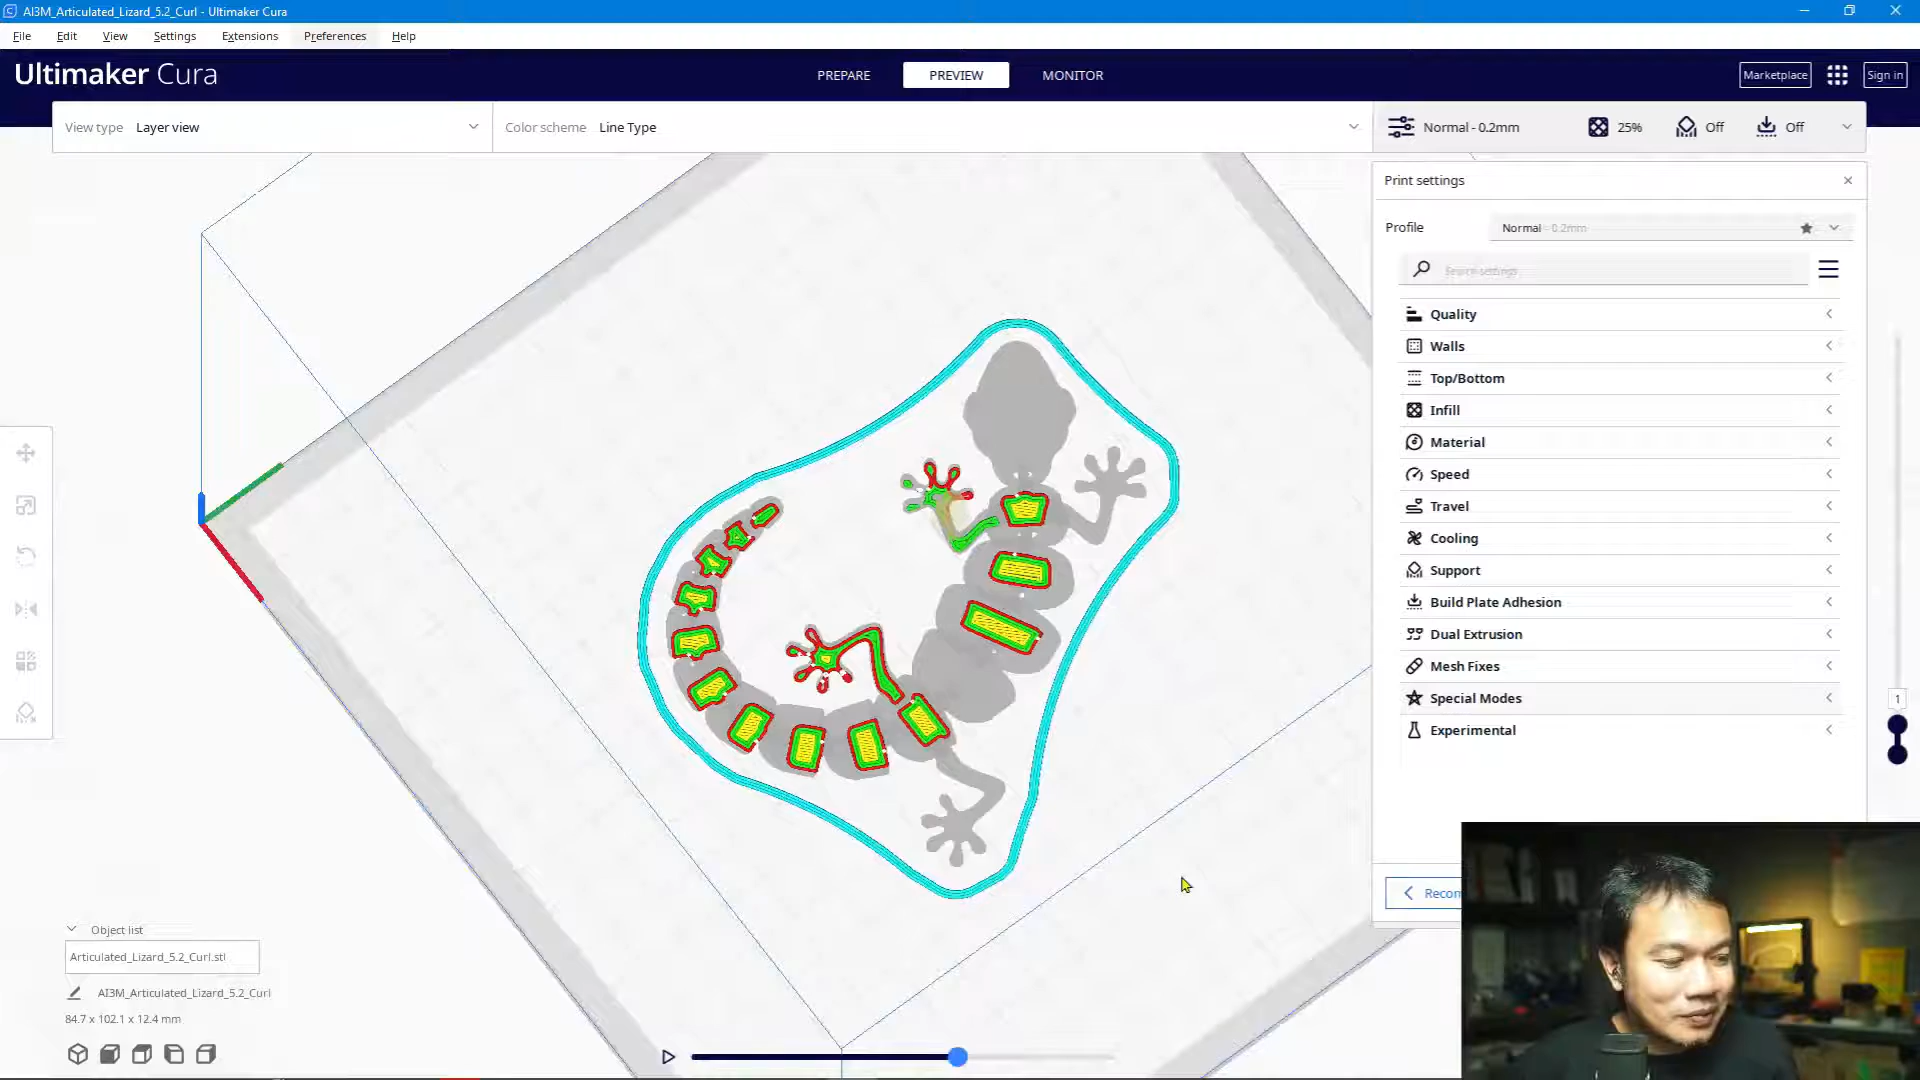 AI3M_Articulated_Lizard_5.2_Curl - Ultimaker Cura
File Edit View Settings Extensions Preferences Help
Ultimaker Cura
PREPARE PREVIEW MONITOR
Marketplace Sign in
View type Layer view
Color scheme Line Type
Normal - 0.2mm 25% Off Off
Print settings
Profile Normal - 0.2mm
Search settings
Quality
Walls
Top/Bottom
Infill
Material
Speed
Travel
Cooling
Support
Build Plate Adhesion
Dual Extrusion
Mesh Fixes
Special Modes
1
Experimental
Recom
Object list
Articulated_Lizard_5.2_Curl.stl
AI3M_Articulated_Lizard_5.2_Curl
84.7 x 102.1 x 12.4 mm